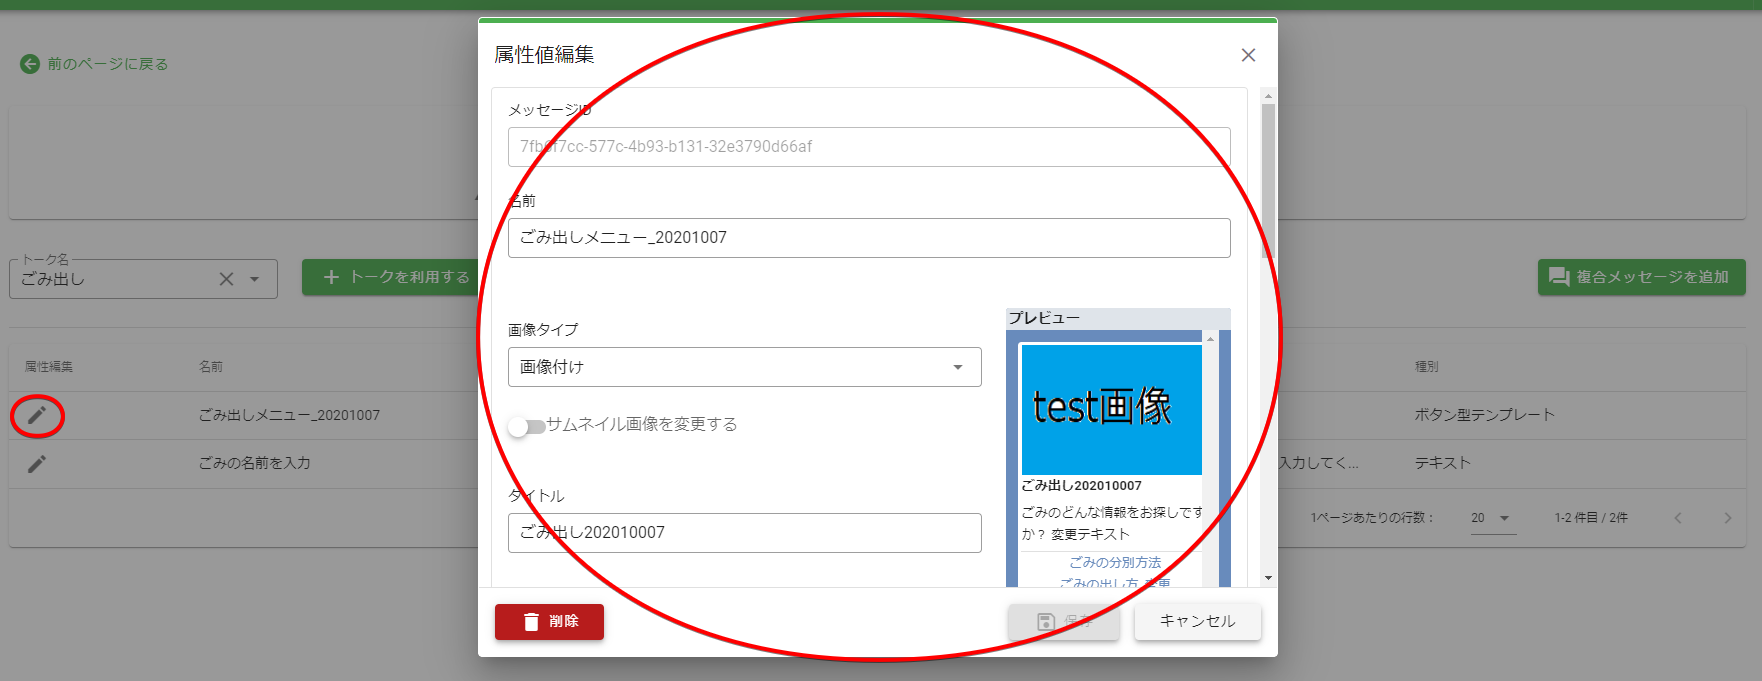 前のページに戻る
属性値編集
メッセージID
7fb6f7cc-577c-4b93-b131-32e3790d66af
名前
ごみ出しメニュー_20201007
トーク名
ごみ出し
トークを利用する
複合メッセージを追加
画像タイプ
画像付け
サムネイル画像を変更する
タイトル
ごみ出し202010007
プレビュー
test画像
ごみ出し202010007
ごみのどんな情報をお探しです
か？ 変更テキスト
ごみの分別方法
ごみの出し方 変更
属性編集 名前 種別
ごみ出しメニュー_20201007 ボタン型テンプレート
ごみの名前を入力 入力してく... テキスト
1ページあたりの行数： 20 1-2 件目 / 2件
削除 保存 キャンセル